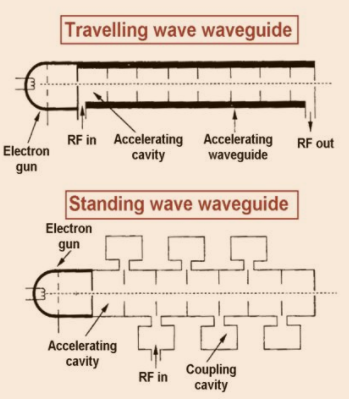 Travelling wave waveguide
Electron
gun
RF in
Accelerating
cavity
Accelerating
waveguide
RF out
Standing wave waveguide
Electron
gun
Accelerating
cavity
RF in
Coupling
cavity